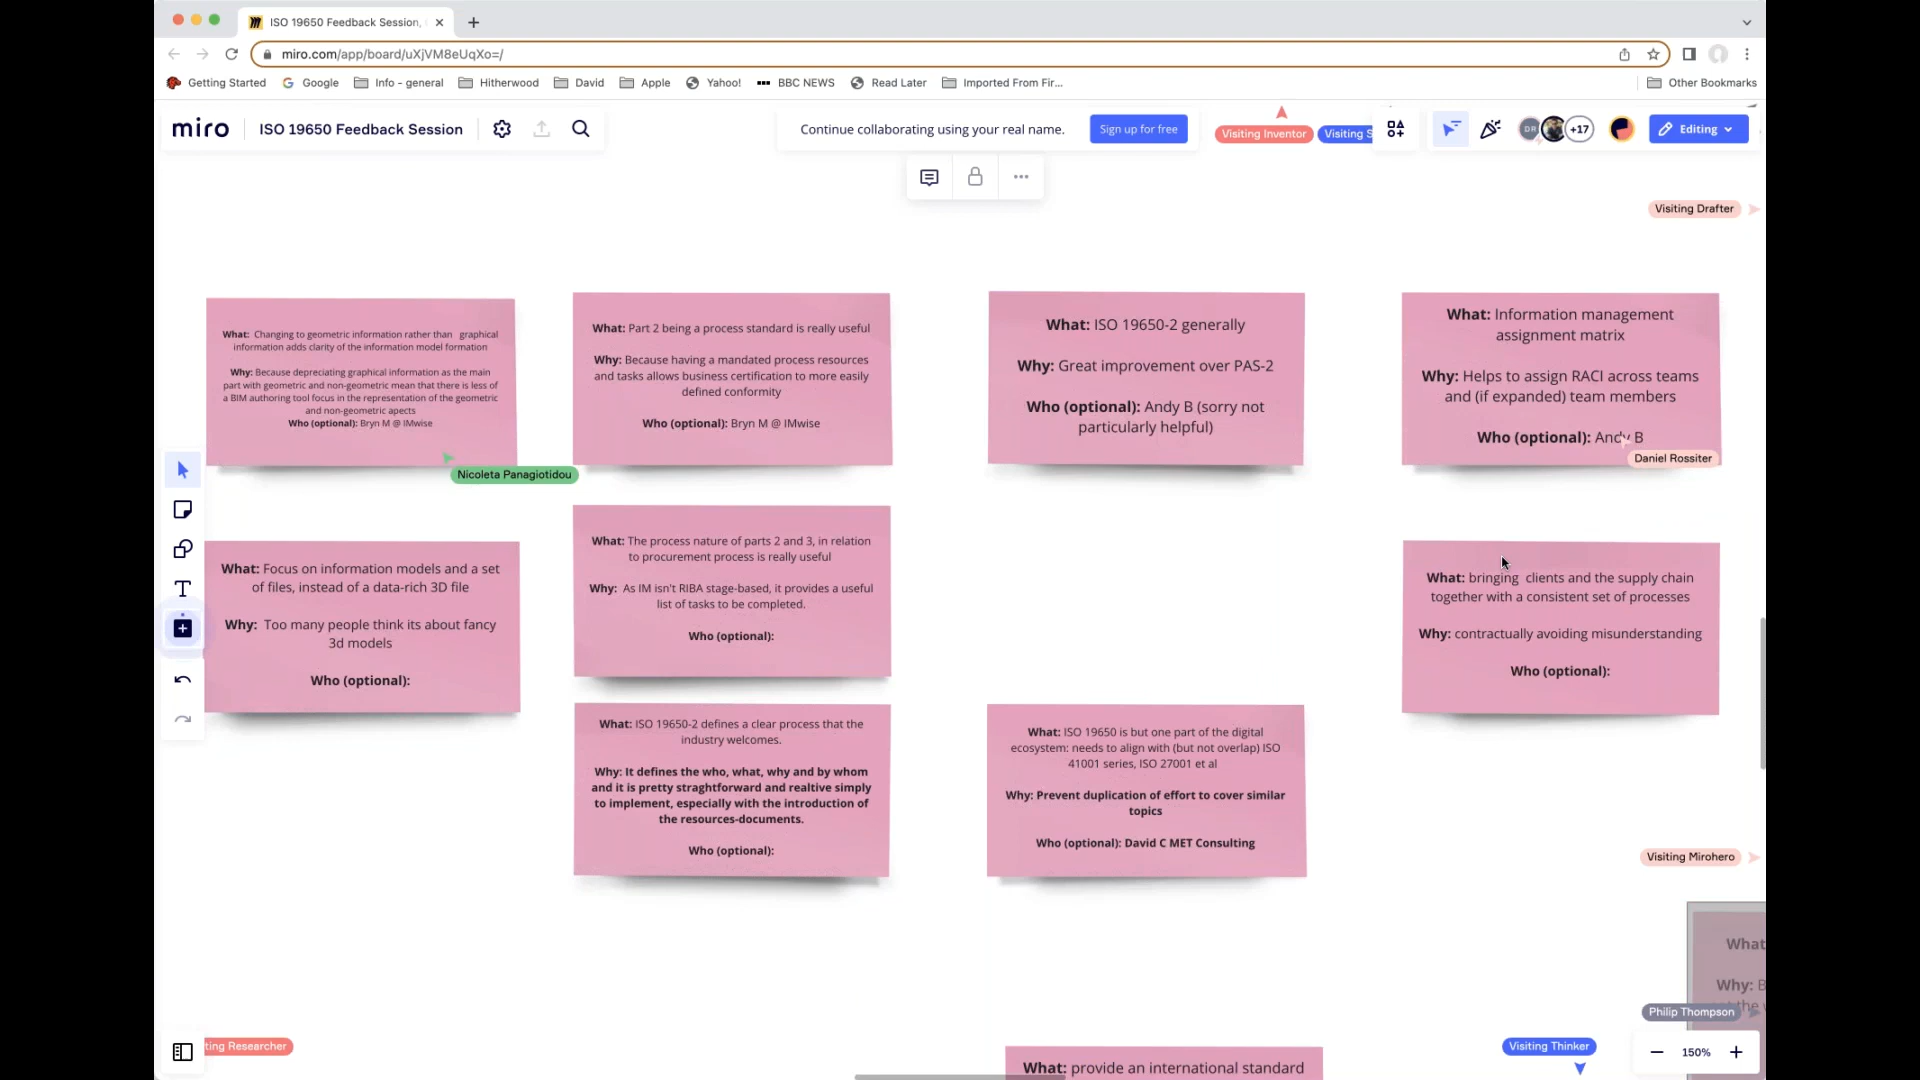 ISO 19650 Feedback Session,
miro.com/app/board/uXjVM8eUqXo=/
Getting Started
Google
Info - general
Hitherwood
David
Apple
Yahoo!
BBC NEWS
Read Later
Imported From Fir...
Other Bookmarks
miro
ISO 19650 Feedback Session
Continue collaborating using your real name.
Sign up for free
Visiting Inventor
Visiting S
DR
+17
Editing
Visiting Drafter
What: Changing to geometric information rather than graphical
information adds clarity of the information model formation
Why: Because depreciating graphical information as the main
part with geometric and non-geometric mean that there is less of
a BIM authoring tool focus in the representation of the geometric
and non-geometric apects
Who (optional): Bryn M @ IMwise
What: Part 2 being a process standard is really useful
Why: Because having a mandated process resources
and tasks allows business certification to more easily
defined conformity
Who (optional): Bryn M @ IMwise
What: ISO 19650-2 generally
Why: Great improvement over PAS-2
Who (optional): Andy B (sorry not
particularly helpful)
What: Information management
assignment matrix
Why: Helps to assign RACI across teams
and (if expanded) team members
Who (optional): Andy B
Daniel Rossiter
Nicoleta Panagiotidou
What: Focus on information models and a set
of files, instead of a data-rich 3D file
Why: Too many people think its about fancy
3d models
Who (optional):
What: The process nature of parts 2 and 3, in relation
to procurement process is really useful
Why: As IM isn't RIBA stage-based, it provides a useful
list of tasks to be completed.
Who (optional):
What: bringing clients and the supply chain
together with a consistent set of processes
Why: contractually avoiding misunderstanding
Who (optional):
What: ISO 19650-2 defines a clear process that the
industry welcomes.
Why: It defines the who, what, why and by whom
and it is pretty straghtforward and realtive simply
to implement, especially with the introduction of
the resources-documents.
Who (optional):
What: ISO 19650 is but one part of the digital
ecosystem: needs to align with (but not overlap) ISO
41001 series, ISO 27001 et al
Why: Prevent duplication of effort to cover similar
topics
Who (optional): David C MET Consulting
Visiting Mirohero
What
Why: B
the
Philip Thompson
ting Researcher
Visiting Thinker
150%
What: provide an international standard